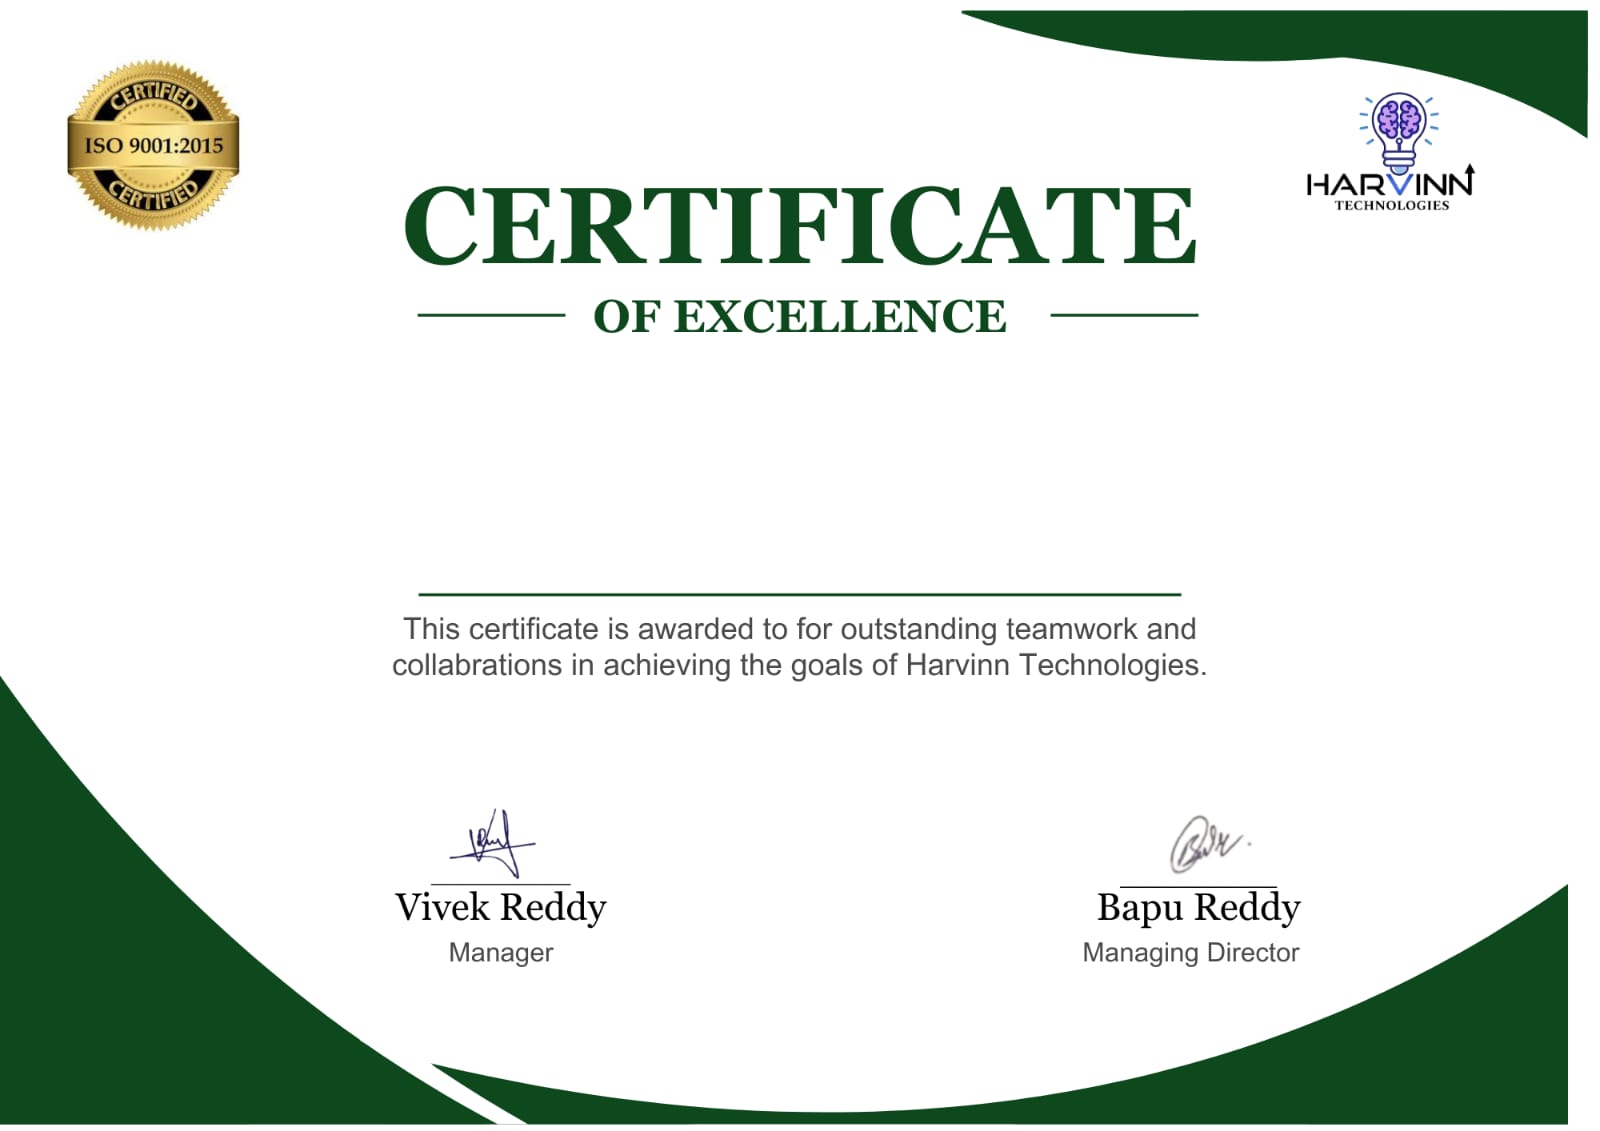 CERTIFIED
ISO 9001:2015
CERTIFIED
HARVINN
TECHNOLOGIES
CERTIFICATE
OF EXCELLENCE
This certificate is awarded to for outstanding teamwork and
collabrations in achieving the goals of Harvinn Technologies.
Vivek Reddy
Manager
Bapu Reddy
Managing Director